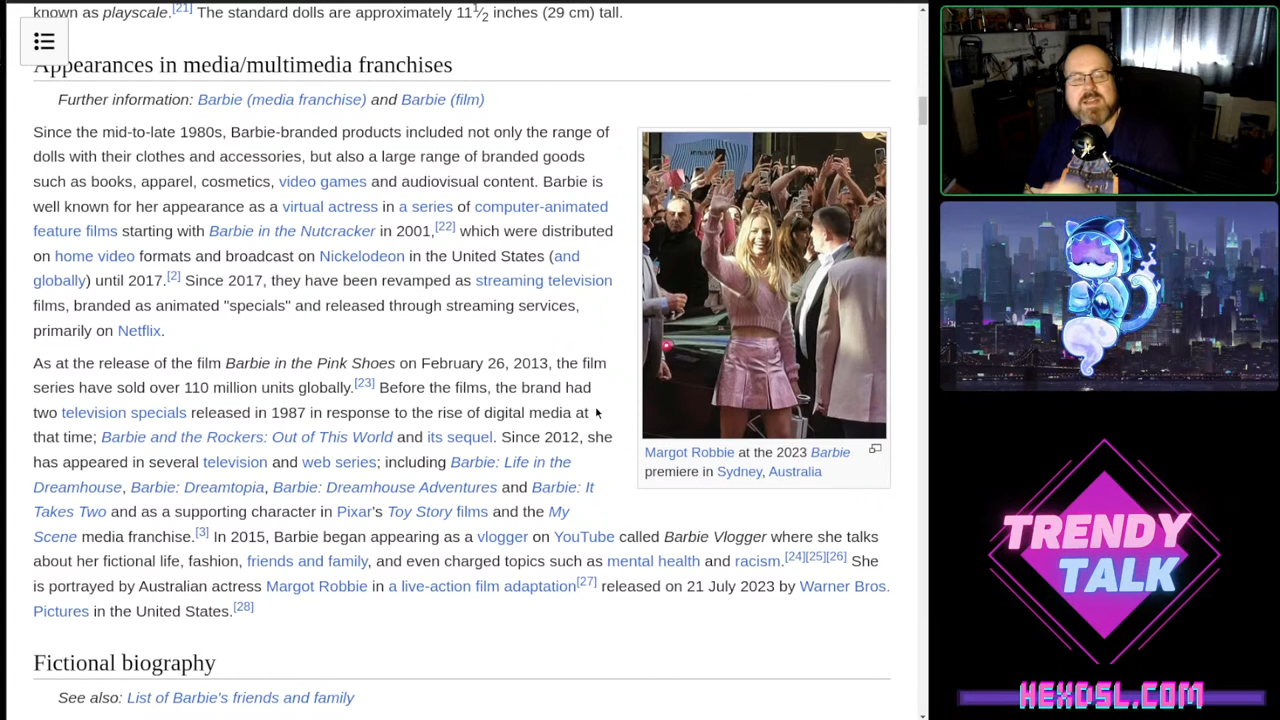 known as playscale.[21] The standard dolls are approximately 11 1/2 inches (29 cm) tall.
Appearances in media/multimedia franchises
Further information: Barbie (media franchise) and Barbie (film)
Since the mid-to-late 1980s, Barbie-branded products included not only the range of
dolls with their clothes and accessories, but also a large range of branded goods
such as books, apparel, cosmetics, video games and audiovisual content. Barbie is
well known for her appearance as a virtual actress in a series of computer-animated
feature films starting with Barbie in the Nutcracker in 2001,[22] which were distributed
on home video formats and broadcast on Nickelodeon in the United States (and
globally) until 2017.[2] Since 2017, they have been revamped as streaming television
films, branded as animated "specials" and released through streaming services,
primarily on Netflix.
As at the release of the film Barbie in the Pink Shoes on February 26, 2013, the film
series have sold over 110 million units globally.[23] Before the films, the brand had
two television specials released in 1987 in response to the rise of digital media at
that time; Barbie and the Rockers: Out of This World and its sequel. Since 2012, she
has appeared in several television and web series; including Barbie: Life in the
Dreamhouse, Barbie: Dreamtopia, Barbie: Dreamhouse Adventures and Barbie: It
Takes Two and as a supporting character in Pixar's Toy Story films and the My
Scene media franchise.[3] In 2015, Barbie began appearing as a vlogger on YouTube called Barbie Vlogger where she talks
about her fictional life, fashion, friends and family, and even charged topics such as mental health and racism.[24][25][26] She
is portrayed by Australian actress Margot Robbie in a live-action film adaptation[27] released on 21 July 2023 by Warner Bros.
Pictures in the United States.[28]
Margot Robbie at the 2023 Barbie
premiere in Sydney, Australia
Fictional biography
See also: List of Barbie's friends and family
TRENDY
TALK
HEXDSL.COM